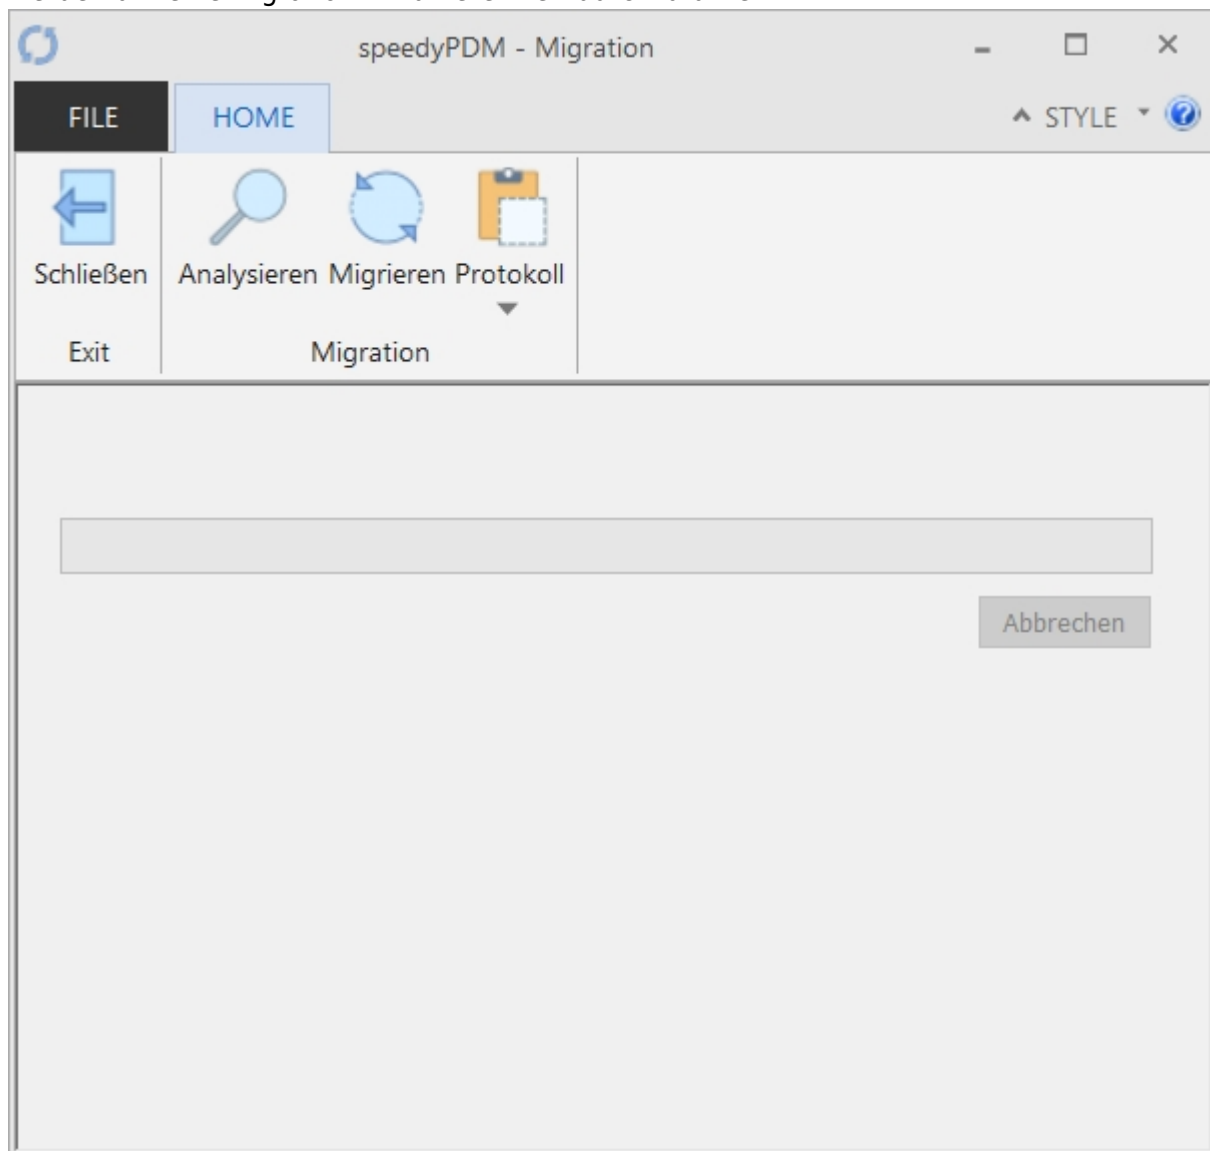 speedyPDM - Migration
FILE HOME STYLE
Schließen Analysieren Migrieren Protokoll
Exit Migration
Abbrechen